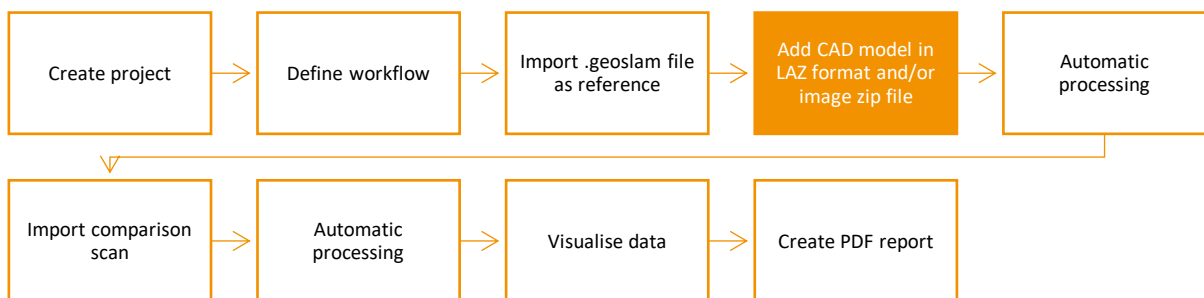 Create project
Define workflow
Import .geoslam file
as reference
Add CAD model in
LAZ format and/or
image zip file
Automatic
processing
Import comparison
scan
Automatic
processing
Visualise data
Create PDF report